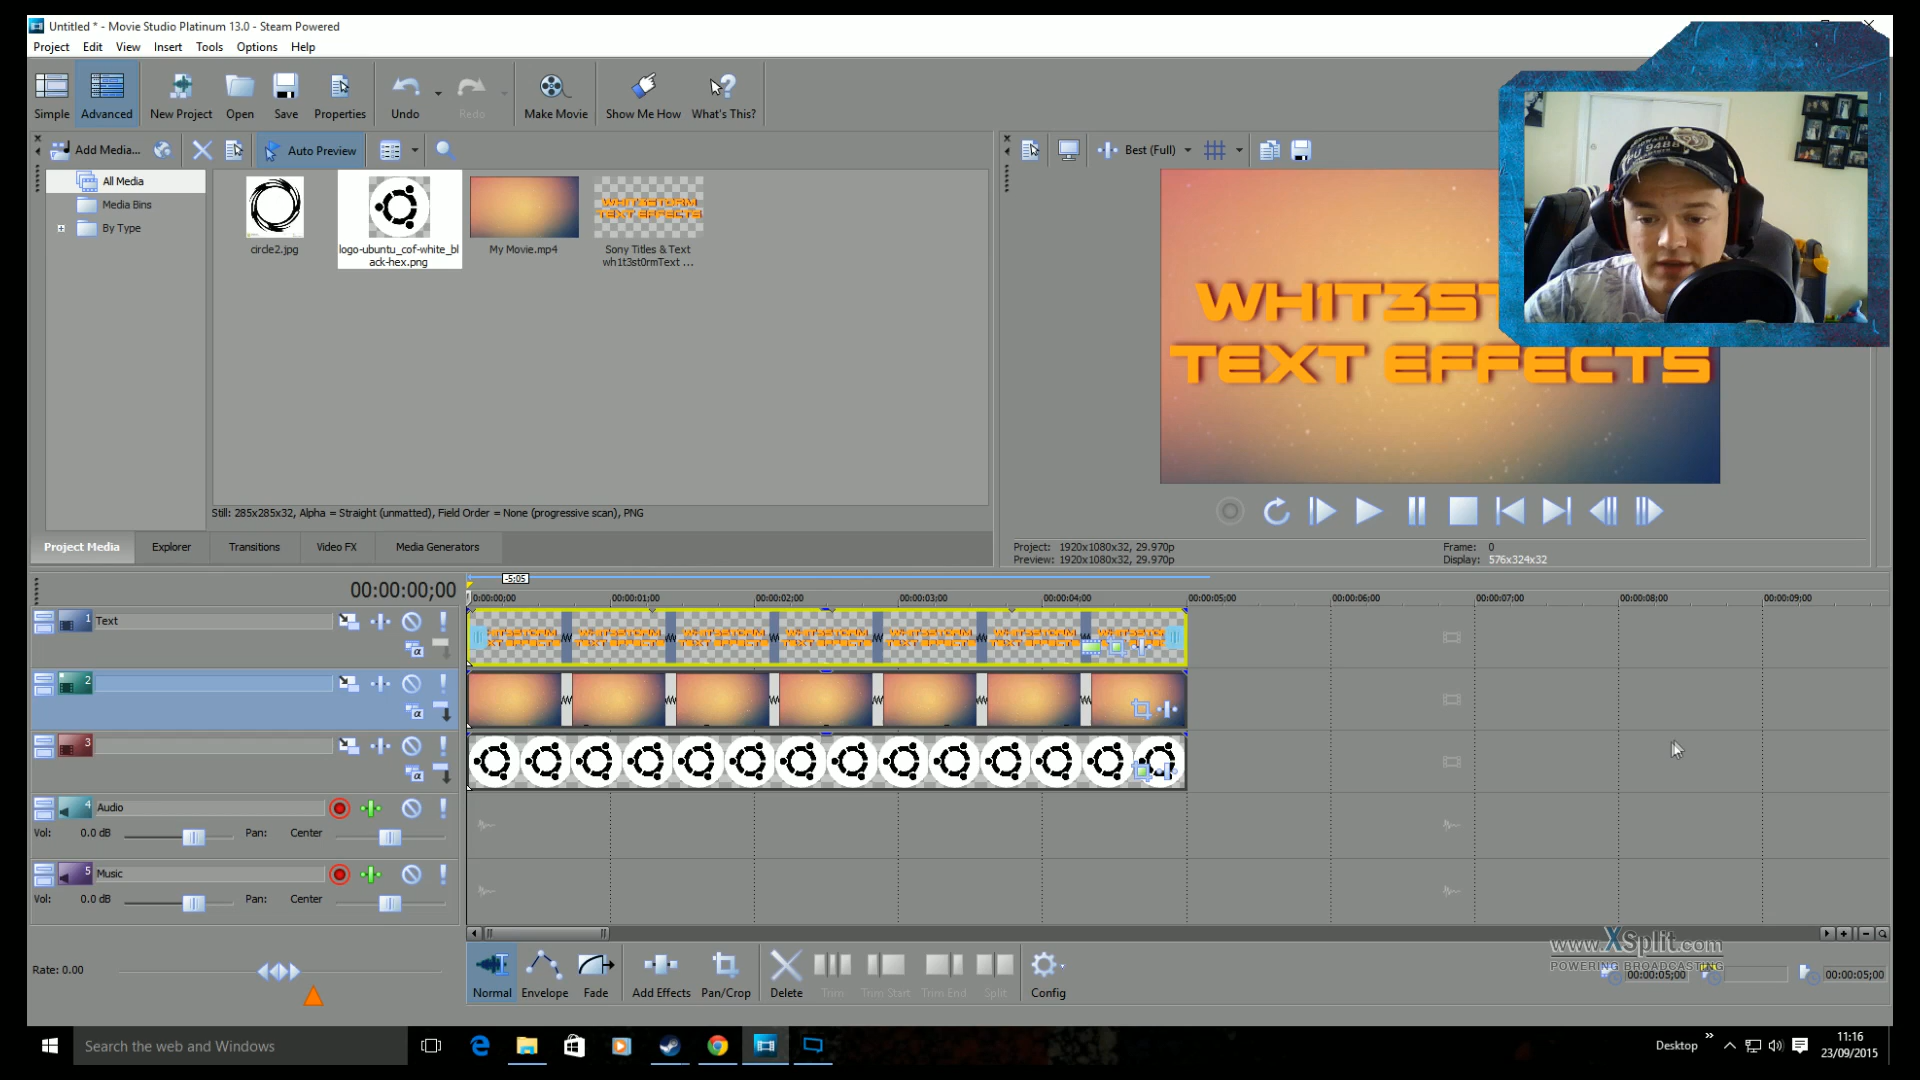 Untitled * - Movie Studio Platinum 13.0 - Steam Powered
Project Edit View Insert Tools Options Help
Simple Advanced New Project Open Save Properties Undo Redo Make Movie Show Me How What's This?
Add Media... Auto Preview
Best (Full)
All Media
Media Bins
By Type
circle2.jpg
logo-ubuntu_cof-white_bl
ack-hex.png
My Movie.mp4
Sony Titles & Text
wh1t3st0rmText ...
WH1T3ST
TEXT EFFECTS
Still: 285x285x32, Alpha = Straight (unmatted), Field Order = None (progressive scan), PNG
Project Media Explorer Transitions Video FX Media Generators
Project: 1920x1080x32, 29.970p
Preview: 1920x1080x32, 29.970p
Frame: 0
Display: 576x324x32
00:00:00;00
-5:05
0:00:00;00 00:00:01;00 00:00:02;00 00:00:03;00 00:00:04;00 00:00:05;00 00:00:06;00 00:00:07;00 00:00:08;00 00:00:09;00
1 Text
2
3
4 Audio
Vol: 0.0 dB Pan: Center
5 Music
Vol: 0.0 dB Pan: Center
Rate: 0.00
Normal Envelope Fade Add Effects Pan/Crop Delete Trim Trim Start Trim End Split Config
www.XSplit.com
POWERING BROADCASTING
00:00:05;00 00:00:05;00
Search the web and Windows
Desktop
11:16
23/09/2015